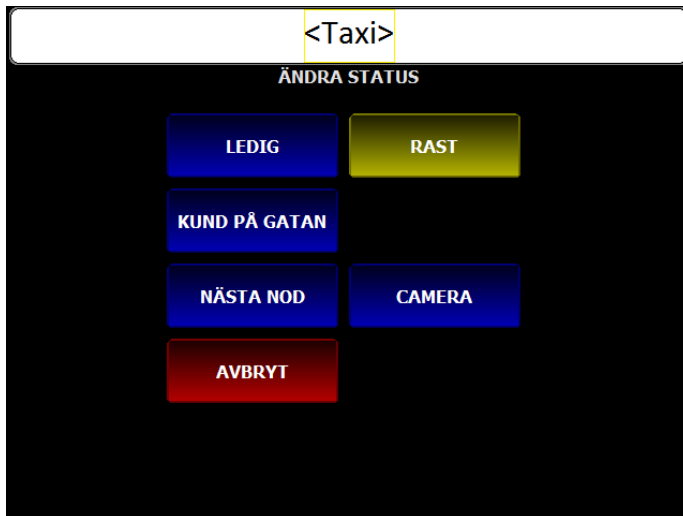 <Taxi>
ÄNDRA STATUS
LEDIG RAST
KUND PÅ GATAN
NÄSTA NOD CAMERA
AVBRYT